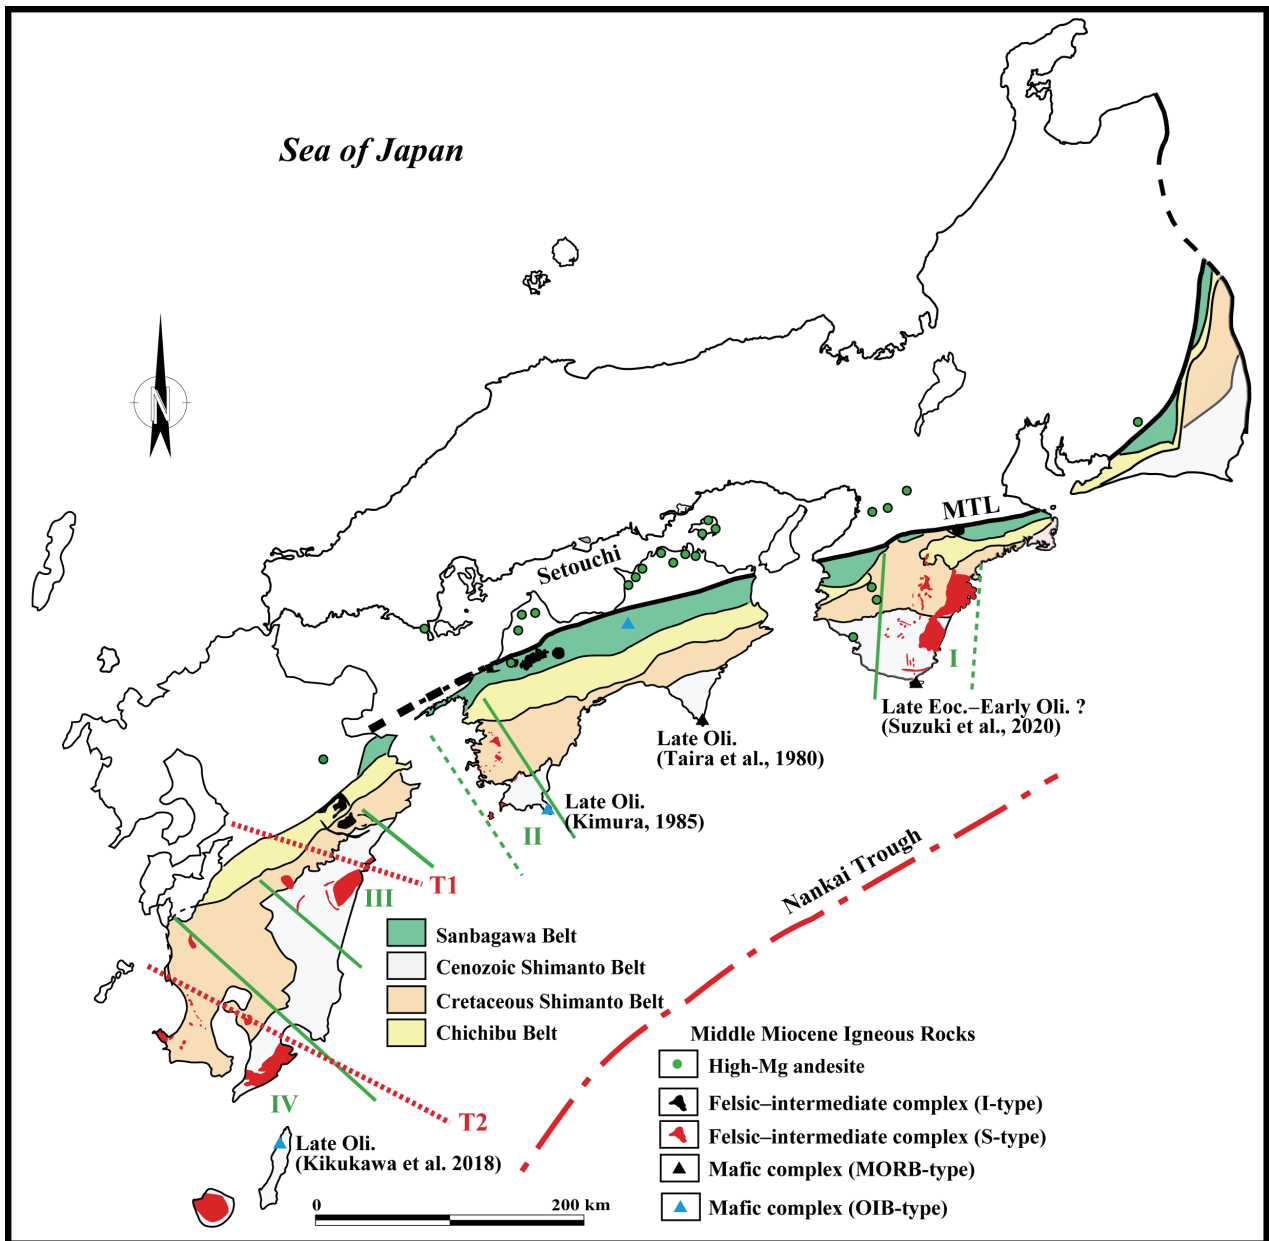 Sea of Japan
N
MTL
Setouchi
I
Late Eoc.–Early Oli. ?
(Suzuki et al., 2020)
Late Oli.
(Taira et al., 1980)
Late Oli.
(Kimura, 1985)
II
Nankai Trough
T1
III
Sanbagawa Belt
Cenozoic Shimanto Belt
Cretaceous Shimanto Belt
Chichibu Belt
Middle Miocene Igneous Rocks
High-Mg andesite
Felsic–intermediate complex (I-type)
Felsic–intermediate complex (S-type)
Mafic complex (MORB-type)
Mafic complex (OIB-type)
IV
T2
Late Oli.
(Kikukawa et al. 2018)
0 200 km